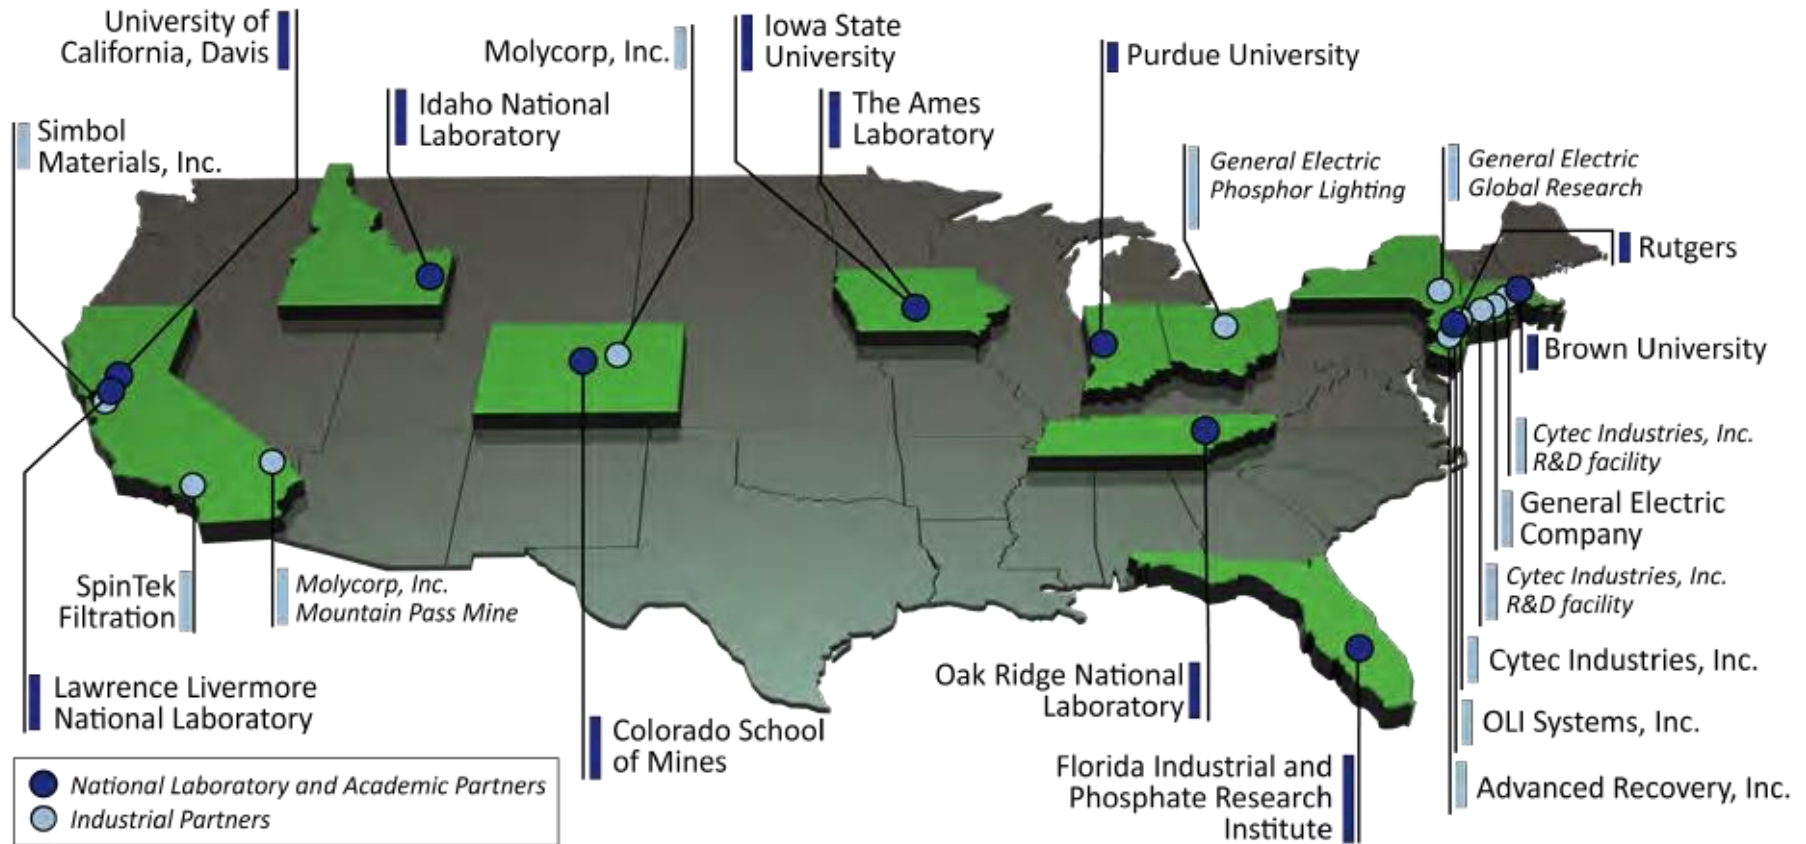 University of
California, Davis
Molycorp, Inc.
Iowa State
University
Purdue University
Idaho National
Laboratory
The Ames
Laboratory
Simbol
Materials, Inc.
General Electric
Phosphor Lighting
General Electric
Global Research
Rutgers
Brown University
Cytec Industries, Inc.
R&D facility
General Electric
Company
Cytec Industries, Inc.
R&D facility
SpinTek
Filtration
Molycorp, Inc.
Mountain Pass Mine
Cytec Industries, Inc.
Oak Ridge National
Laboratory
Lawrence Livermore
National Laboratory
OLI Systems, Inc.
Colorado School
of Mines
Florida Industrial and
Phosphate Research
Institute
Advanced Recovery, Inc.
National Laboratory and Academic Partners
Industrial Partners